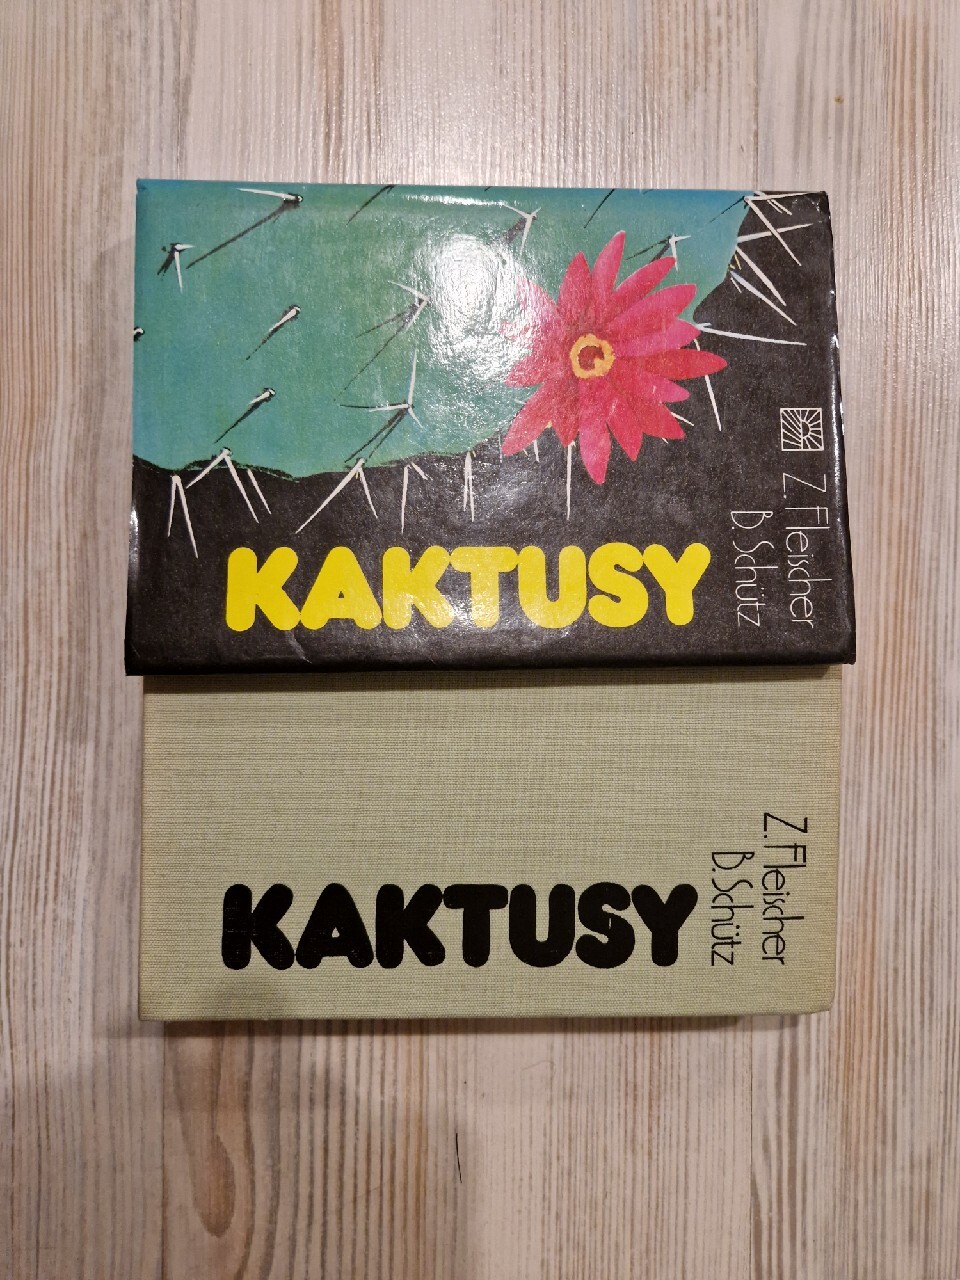 Z. Fleischer
B. Schütz
KAKTUSY
Z. Fleischer
B. Schütz
KAKTUSY